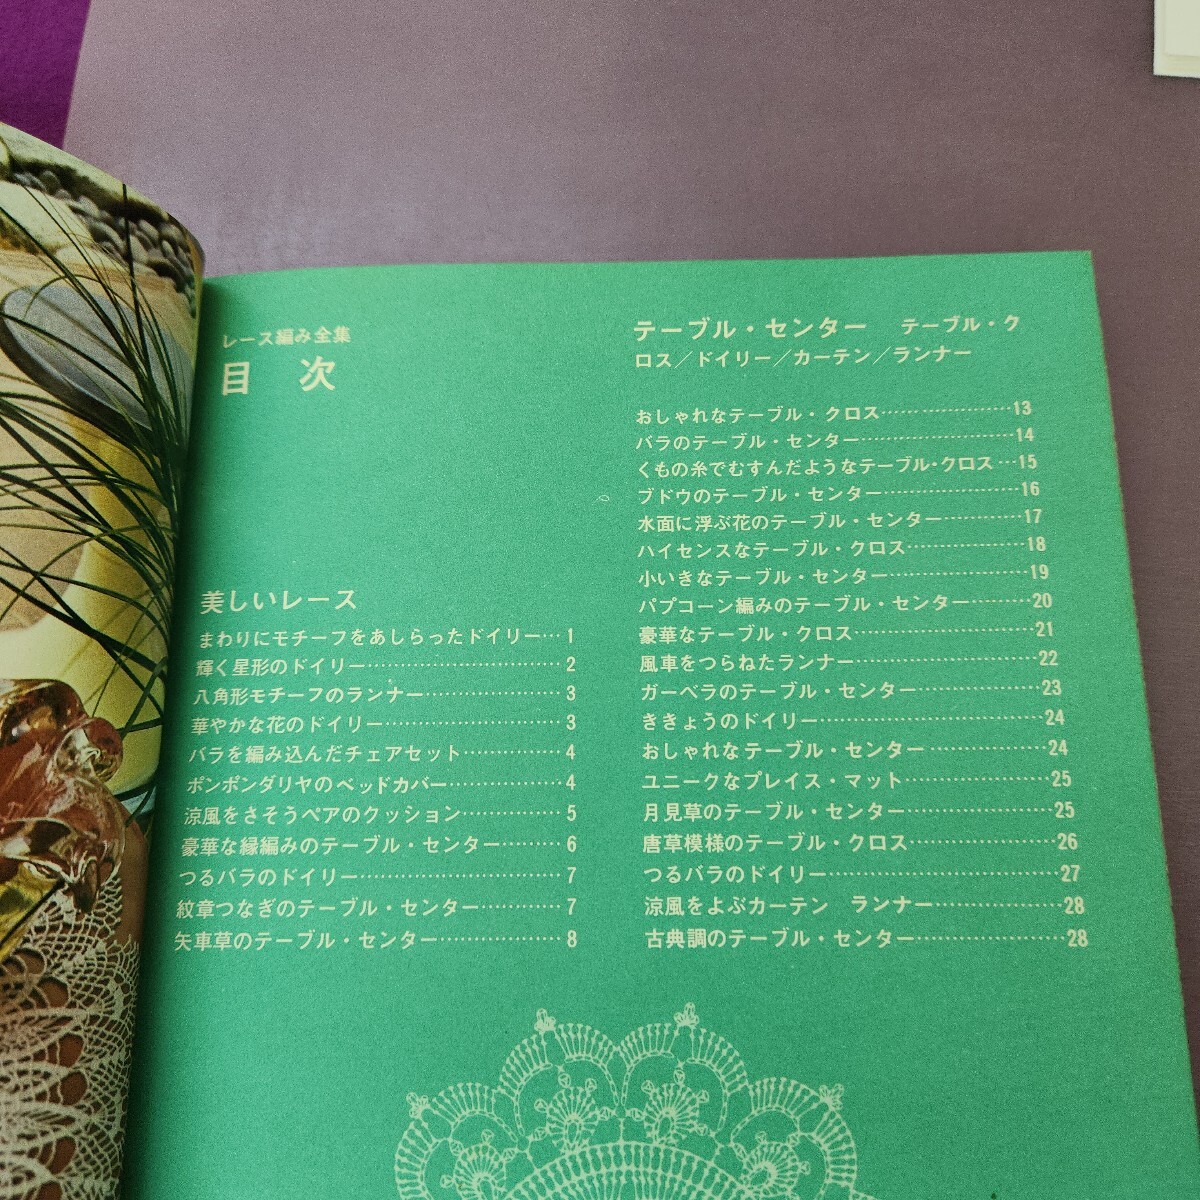 レース編み全集
目 次
美しいレース
まわりにモチーフをあしらったドイリー…1
輝く星形のドイリー……………………2
八角形モチーフのランナー………………3
華やかな花のドイリー……………………3
バラを編み込んだチェアセット…………4
ポンポンダリヤのベッドカバー…………4
涼風をさそうペアのクッション…………5
豪華な縁編みのテーブル・センター………6
つるバラのドイリー……………………7
紋章つなぎのテーブル・センター………7
矢車草のテーブル・センター……………8
テーブル・センター テーブル・ク
ロス/ドイリー/カーテン/ランナー
おしゃれなテーブル・クロス……………13
バラのテーブル・センター………………14
くもの糸でむすんだようなテーブル・クロス…15
ブドウのテーブル・センター……………16
水面に浮ぶ花のテーブル・センター………17
ハイセンスなテーブル・クロス……………18
小いきなテーブル・センター……………19
パプコーン編みのテーブル・センター……20
豪華なテーブル・クロス…………………21
風車をつらねたランナー…………………22
ガーベラのテーブル・センター……………23
ききょうのドイリー……………………24
おしゃれなテーブル・センター……………24
ユニークなプレイス・マット………………25
月見草のテーブル・センター……………25
唐草模様のテーブル・クロス……………26
つるバラのドイリー……………………27
涼風をよぶカーテン ランナー……………28
古典調のテーブル・センター………………28